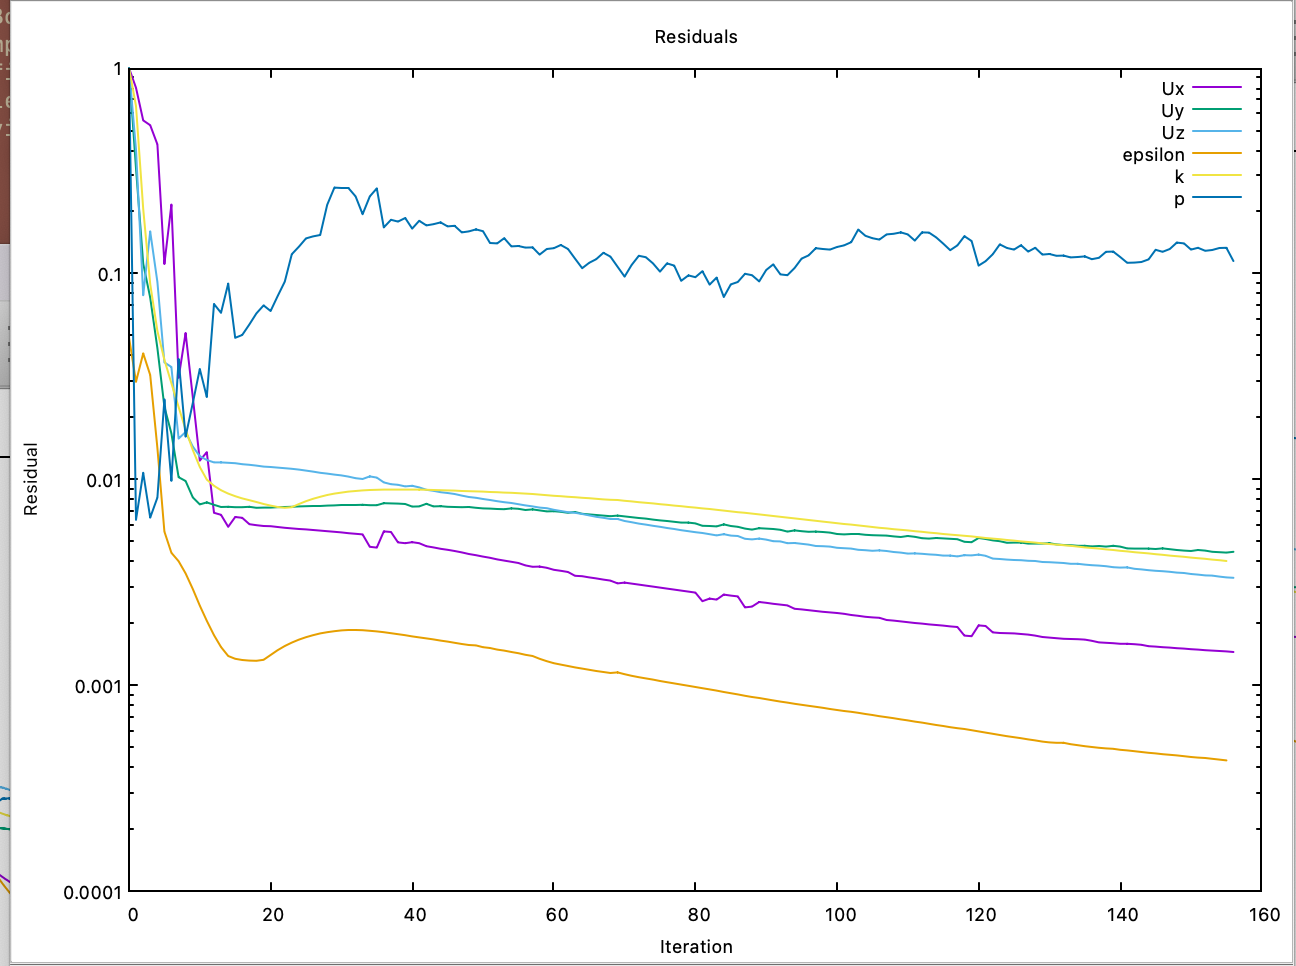 Residuals
1
0.1
0.01
0.001
0.0001
Residual
Ux
Uy
Uz
epsilon
k
p
0 20 40 60 80 100 120 140 160
Iteration